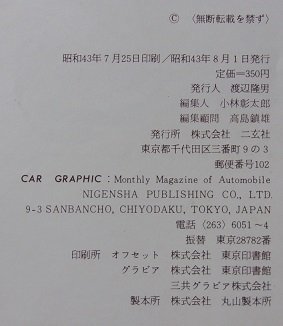 © 〈無断転載を禁ず〉
昭和43年7月25日印刷／昭和43年8月1日発行
定価＝350円
発行人 渡辺隆男
編集人 小林彰太郎
編集顧問 高島鎮雄
発行所 株式会社 二玄社
東京都千代田区三番町9の3
郵便番号102
CAR GRAPHIC：Monthly Magazine of Automobile
NIGENSHA PUBLISHING CO., LTD.
9-3 SANBANCHO, CHIYODAKU, TOKYO, JAPAN
電話 (263) 6051～4
振替 東京28782番
印刷所 オフセット 株式会社 東京印書館
グラビア 株式会社 東京印書館
三共グラビア株式会社
製本所 株式会社 丸山製本所